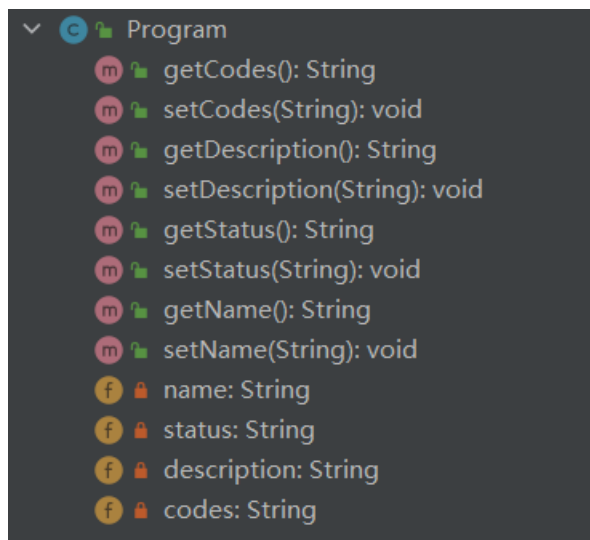 C Program
m getCodes(): String
m setCodes(String): void
m getDescription(): String
m setDescription(String): void
m getStatus(): String
m setStatus(String): void
m getName(): String
m setName(String): void
f name: String
f status: String
f description: String
f codes: String